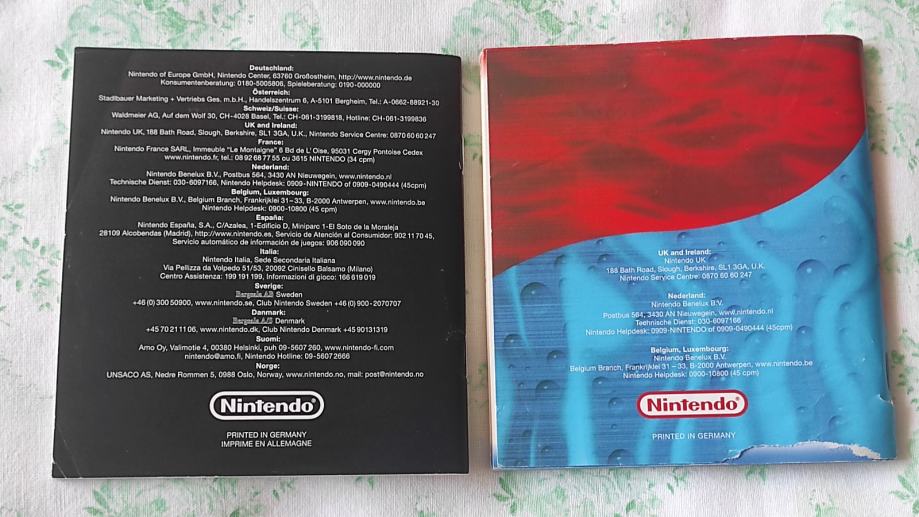 Deutschland:
Nintendo of Europe GmbH, Nintendo Center, 63760 Großostheim, http://www.nintendo.de
Konsumentenberatung: 0180-5005806, Spieleberatung: 0190-000000
Österreich:
Stadlbauer Marketing + Vertriebs Ges. m.b.H., Handelszentrum 6, A-5101 Bergheim, Tel.: A-0662-88921-30
Schweiz/Suisse:
Waldmeier AG, Auf dem Wolf 30, CH-4028 Basel, Tel.: CH-061-3199818, Hotline: CH-061-3199836
UK and Ireland:
Nintendo UK, 188 Bath Road, Slough, Berkshire, SL1 3GA, U.K., Nintendo Service Centre: 0870 60 60 247
France:
Nintendo France SARL, Immeuble "Le Montaigne" 6 Bd de L' Oise, 95031 Cergy Pontoise Cedex
www.nintendo.fr, tel.: 08 92 68 77 55 ou 3615 NINTENDO (34 cpm)
Nederland:
Nintendo Benelux B.V., Postbus 564, 3430 AN Nieuwegein, www.nintendo.nl
Technische Dienst: 030-6097166, Nintendo Helpdesk: 0909-NINTENDO of 0909-0490444 (45cpm)
Belgium, Luxembourg:
Nintendo Benelux B.V., Belgium Branch, Frankrijklei 31–33, B-2000 Antwerpen, www.nintendo.be
Nintendo Helpdesk: 0900-10800 (45 cpm)
España:
Nintendo España, S.A., C/Azalea, 1-Edificio D, Miniparc 1-El Soto de la Moraleja
28109 Alcobendas (Madrid), http://www.nintendo.es, Servicio de Atención al Consumidor: 902 11 70 45,
Servicio automático de información de juegos: 906 090 090
Italia:
Nintendo Italia, Sede Secondaria Italiana
Via Pellizza da Volpedo 51/53, 20092 Cinisello Balsamo (Milano)
Centro Assistenza: 199 191 199, Informazioni di gioco: 166 619 019
Sverige:
Bergsala AB Sweden
+46 (0) 300 50900, www.nintendo.se, Club Nintendo Sweden +46 (0) 900-2070707
Danmark:
Bergsala A/S Denmark
+45 70 21 11 06, www.nintendo.dk, Club Nintendo Denmark +45 90131319
Suomi:
Amo Oy, Valimotie 4, 00380 Helsinki, puh 09-5607 260, www.nintendo-fi.com
nintendo@amo.fi, Nintendo Hotline: 09-5607 2666
Norge:
UNSACO AS, Nedre Rommen 5, 0988 Oslo, Norway, www.nintendo.no, mail: post@nintendo.no
Nintendo®
PRINTED IN GERMANY
IMPRIME EN ALLEMAGNE
UK and Ireland:
Nintendo UK
188 Bath Road, Slough, Berkshire, SL1 3GA, U.K.
Nintendo Service Centre: 0870 60 60 247
Nederland:
Nintendo Benelux B.V.
Postbus 564, 3430 AN Nieuwegein, www.nintendo.nl
Technische Dienst: 030-6097166
Nintendo Helpdesk: 0909-NINTENDO of 0909-0490444 (45cpm)
Belgium, Luxembourg:
Nintendo Benelux B.V.
Belgium Branch, Frankrijklei 31–33, B-2000 Antwerpen, www.nintendo.be
Nintendo Helpdesk: 0900-10800 (45 cpm)
Nintendo®
PRINTED IN GERMANY